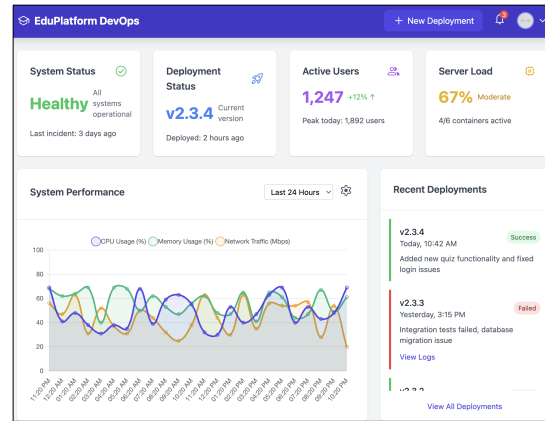 EduPlatform DevOps
+ New Deployment
3
System Status
Healthy
All
systems
operational
Last incident: 3 days ago
Deployment
Status
v2.3.4
Current
version
Deployed: 2 hours ago
Active Users
1,247 +12% ↑
Peak today: 1,892 users
Server Load
67% Moderate
4/6 containers active
System Performance
Last 24 Hours
CPU Usage (%) Memory Usage (%) Network Traffic (Mbps)
100
80
60
40
20
0
11:20 PM 12:20 AM 01:20 AM 02:20 AM 03:20 AM 04:20 AM 05:20 AM 06:20 AM 07:20 AM 08:20 AM 09:20 AM 10:20 AM 11:20 AM 12:20 PM 01:20 PM 02:20 PM 03:20 PM 04:20 PM 05:20 PM 06:20 PM 07:20 PM 08:20 PM 09:20 PM 10:20 PM
Recent Deployments
v2.3.4
Success
Today, 10:42 AM
Added new quiz functionality and fixed
login issues
v2.3.3
Failed
Yesterday, 3:15 PM
Integration tests failed, database
migration issue
View Logs
View All Deployments